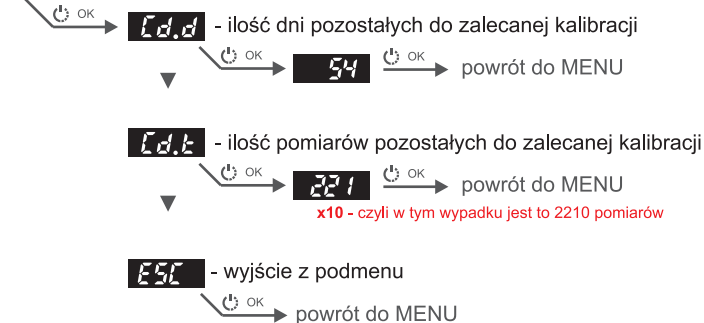 OK Cd.d - ilość dni pozostałych do zalecanej kalibracji
OK 54 OK powrót do MENU
Cd.t - ilość pomiarów pozostałych do zalecanej kalibracji
OK 221 OK powrót do MENU
x10 - czyli w tym wypadku jest to 2210 pomiarów
ESC - wyjście z podmenu
OK powrót do MENU